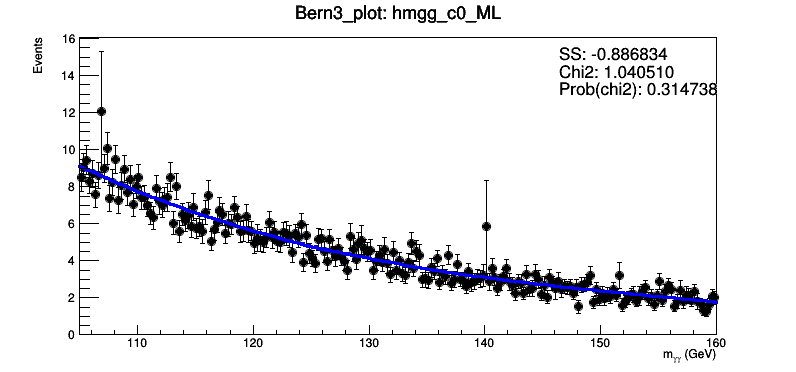 Bern3_plot: hmgg_c0_ML
Events
16
14
12
10
8
6
4
2
0
SS: -0.886834
Chi2: 1.040510
Prob(chi2): 0.314738
110 120 130 140 150 160
mγγ (GeV)